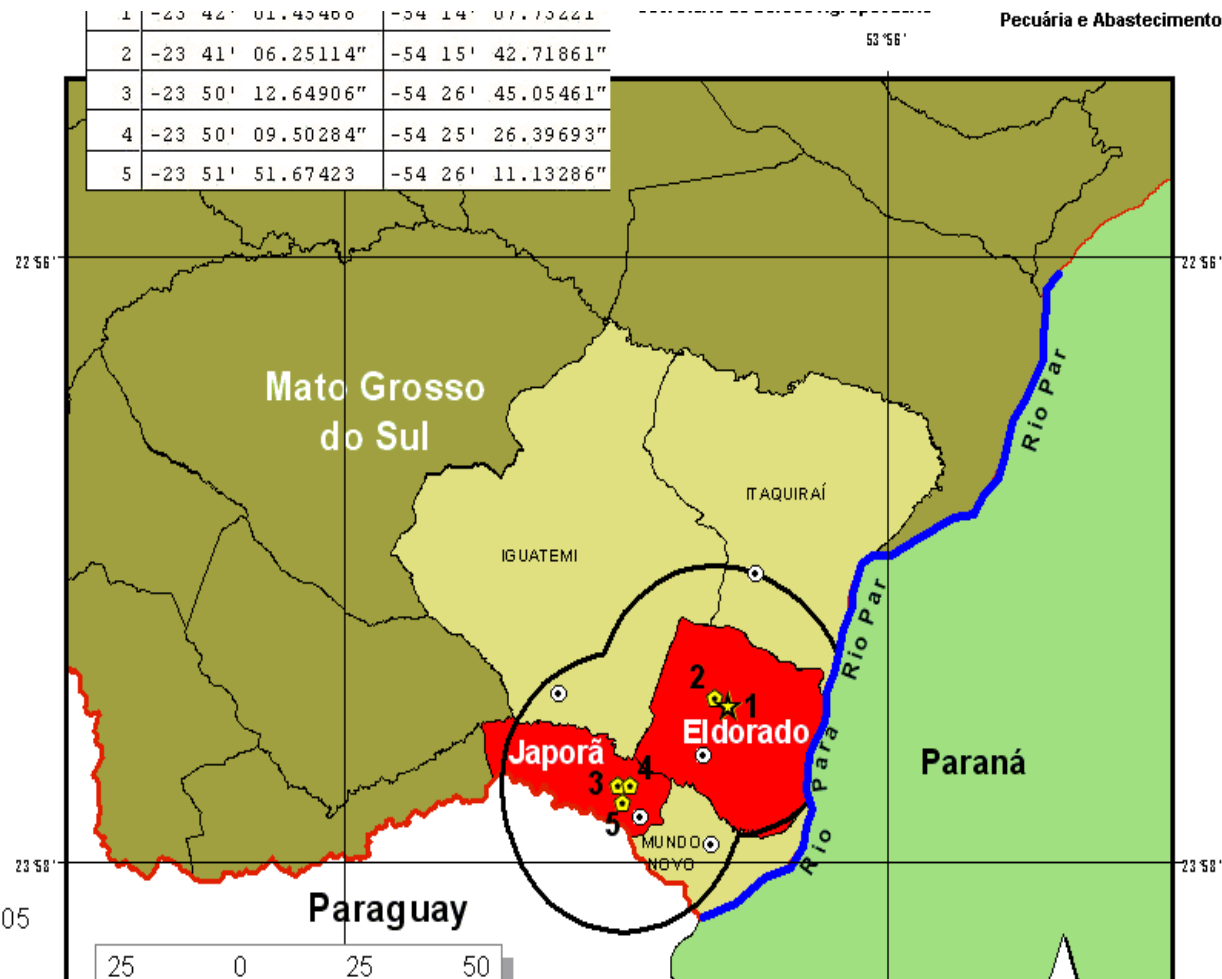 Pecuária e Abastecimento
53°56'
2 -23 41' 06.25114" -54 15' 42.71861"
3 -23 50' 12.64906" -54 26' 45.05461"
4 -23 50' 09.50284" -54 25' 26.39693"
5 -23 51' 51.67423 -54 26' 11.13286"
22°56' 22°56'
Mato Grosso
do Sul
Rio Par
ITAQUIRAÍ
IGUATEMI
Rio Par
2
1
Eldorado
Japorã
Rio Pará
Paraná
3 4
5
MUNDO
NOVO
23°58' 23°58'
Paraguay
05
25 0 25 50